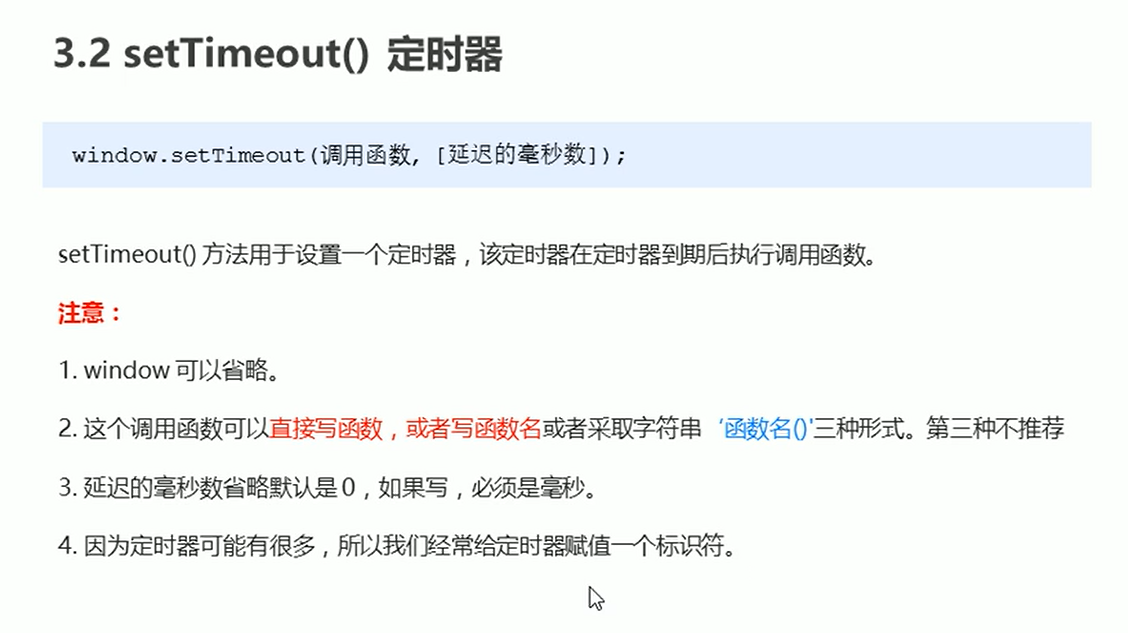 3.2 setTimeout() 定时器
window.setTimeout(调用函数, [延迟的毫秒数]);
setTimeout() 方法用于设置一个定时器，该定时器在定时器到期后执行调用函数。
注意：
1. window 可以省略。
2. 这个调用函数可以直接写函数，或者写函数名或者采取字符串 ‘函数名()'三种形式。第三种不推荐
3. 延迟的毫秒数省略默认是 0，如果写，必须是毫秒。
4. 因为定时器可能有很多，所以我们经常给定时器赋值一个标识符。